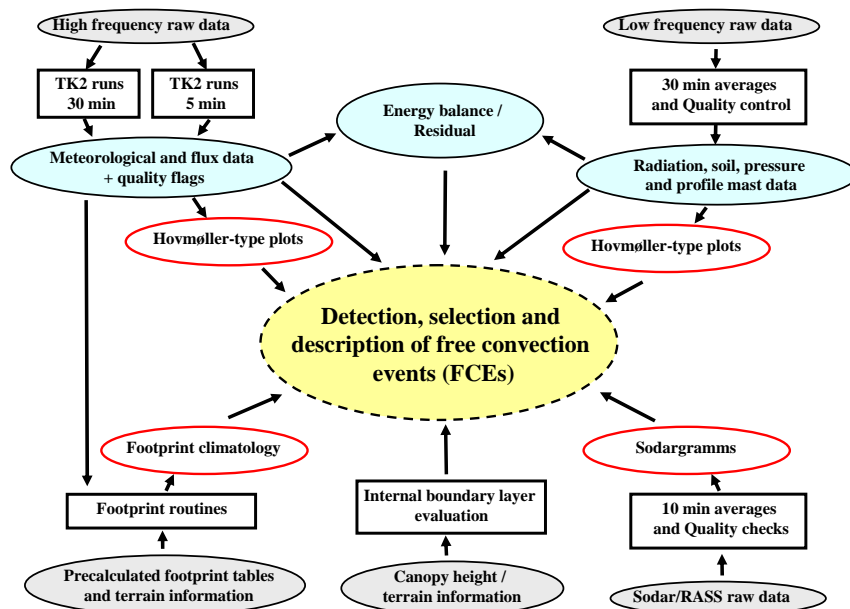 High frequency raw data
Low frequency raw data
TK2 runs
30 min
TK2 runs
5 min
30 min averages
and Quality control
Energy balance /
Residual
Meteorological and flux data
+ quality flags
Radiation, soil, pressure
and profile mast data
Hovmøller-type plots
Hovmøller-type plots
Detection, selection and
description of free convection
events (FCEs)
Footprint climatology
Sodargramms
Footprint routines
Internal boundary layer
evaluation
10 min averages
and Quality checks
Precalculated footprint tables
and terrain information
Canopy height /
terrain information
Sodar/RASS raw data